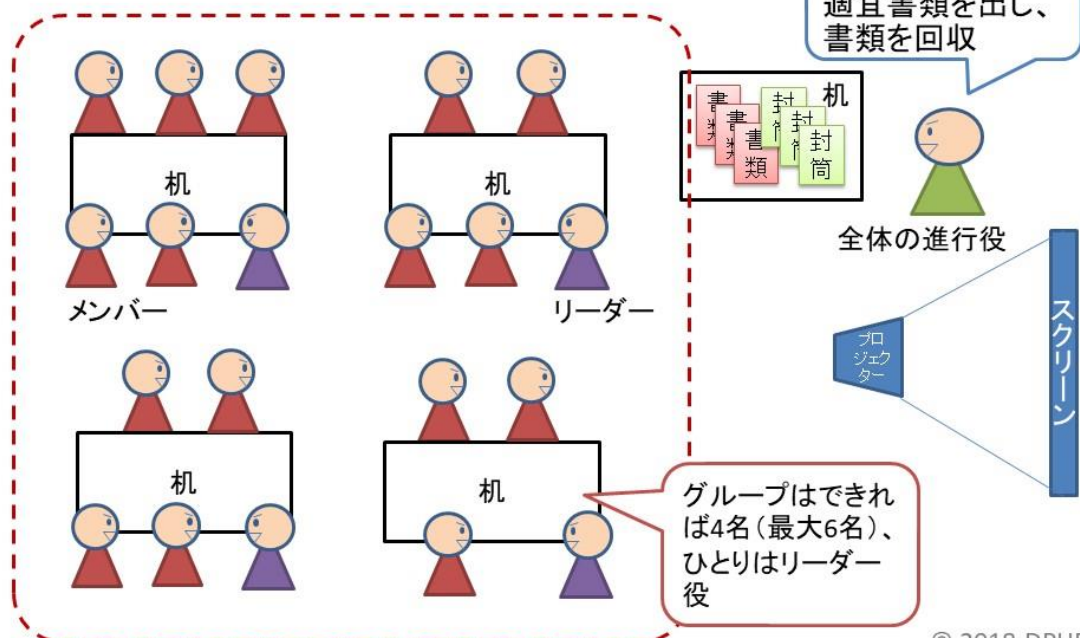 適宜書類を出し、
書類を回収
机
書類
書類
書類
封筒
封筒
封筒
机
机
全体の進行役
メンバー
リーダー
プロ
ジェク
ター
スクリーン
机
机
グループはできれ
ば4名（最大6名）、
ひとりはリーダー
役
© 2018 DPUB